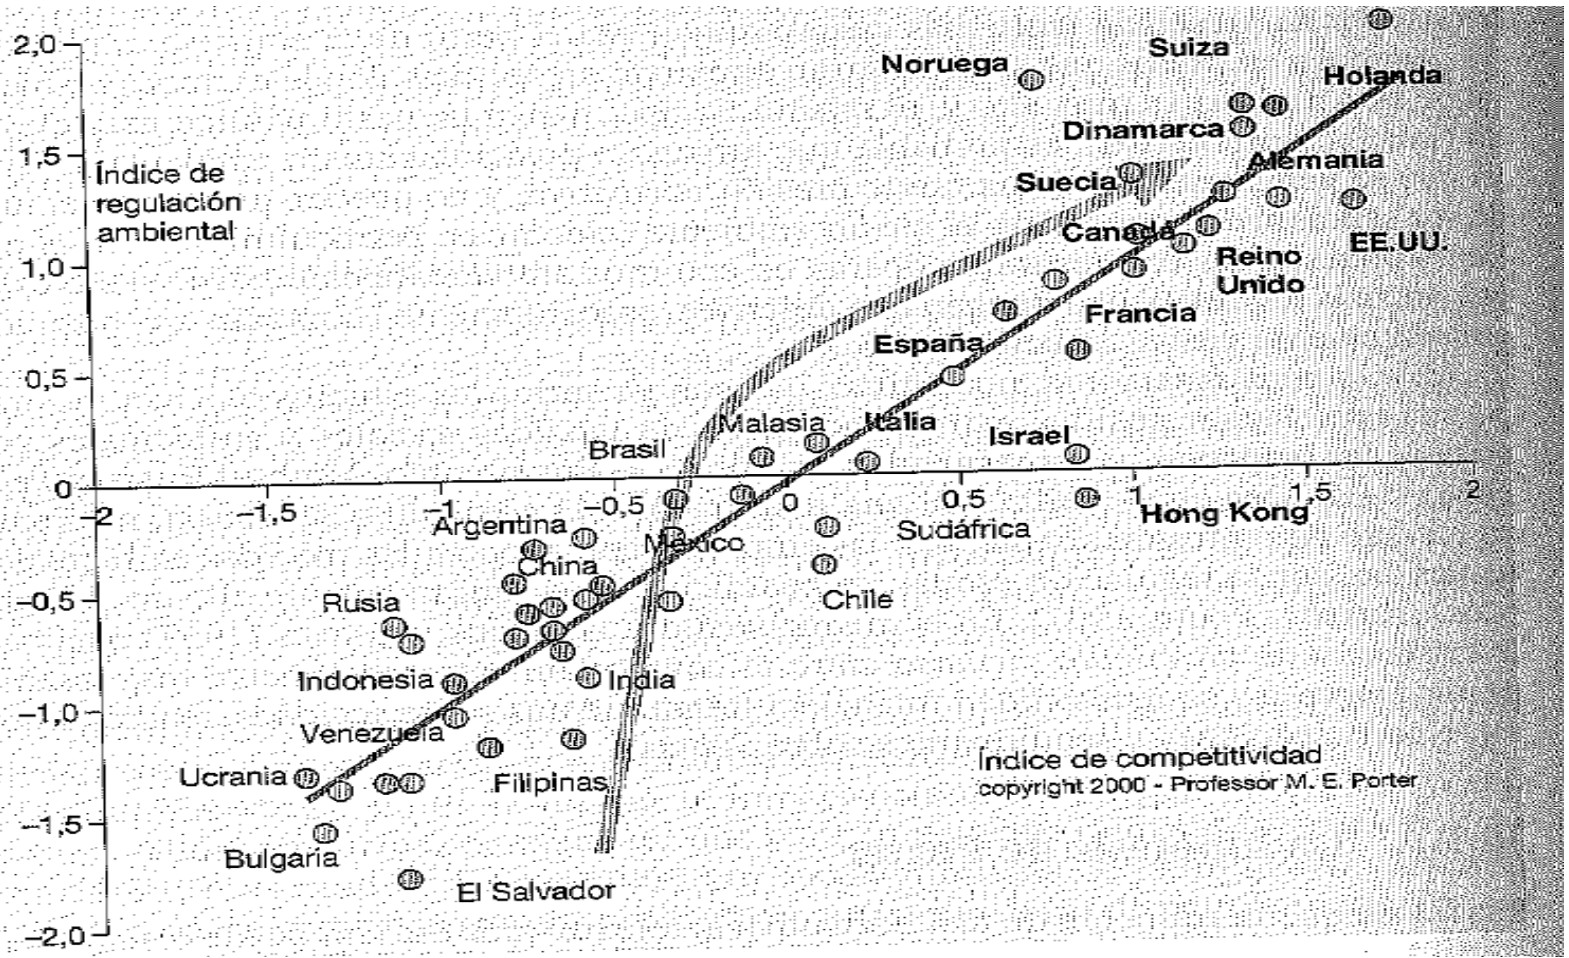 2,0
Noruega
Suiza
Holanda
Dinamarca
1,5
Índice de
regulación
ambiental
Alemania
Suecia
Canadá
EE.UU.
1,0
Reino
Unido
Francia
España
0,5
Malasia
Italia
Israel
Brasil
0
–2
–1,5
–1
–0,5
0
0,5
1
1,5
2
Hong Kong
Argentina
México
Sudáfrica
China
–0,5
Rusia
Chile
Indonesia
India
–1,0
Venezuela
Índice de competitividad
copyright 2000 - Professor M. E. Porter
Ucrania
Filipinas
–1,5
Bulgaria
El Salvador
–2,0